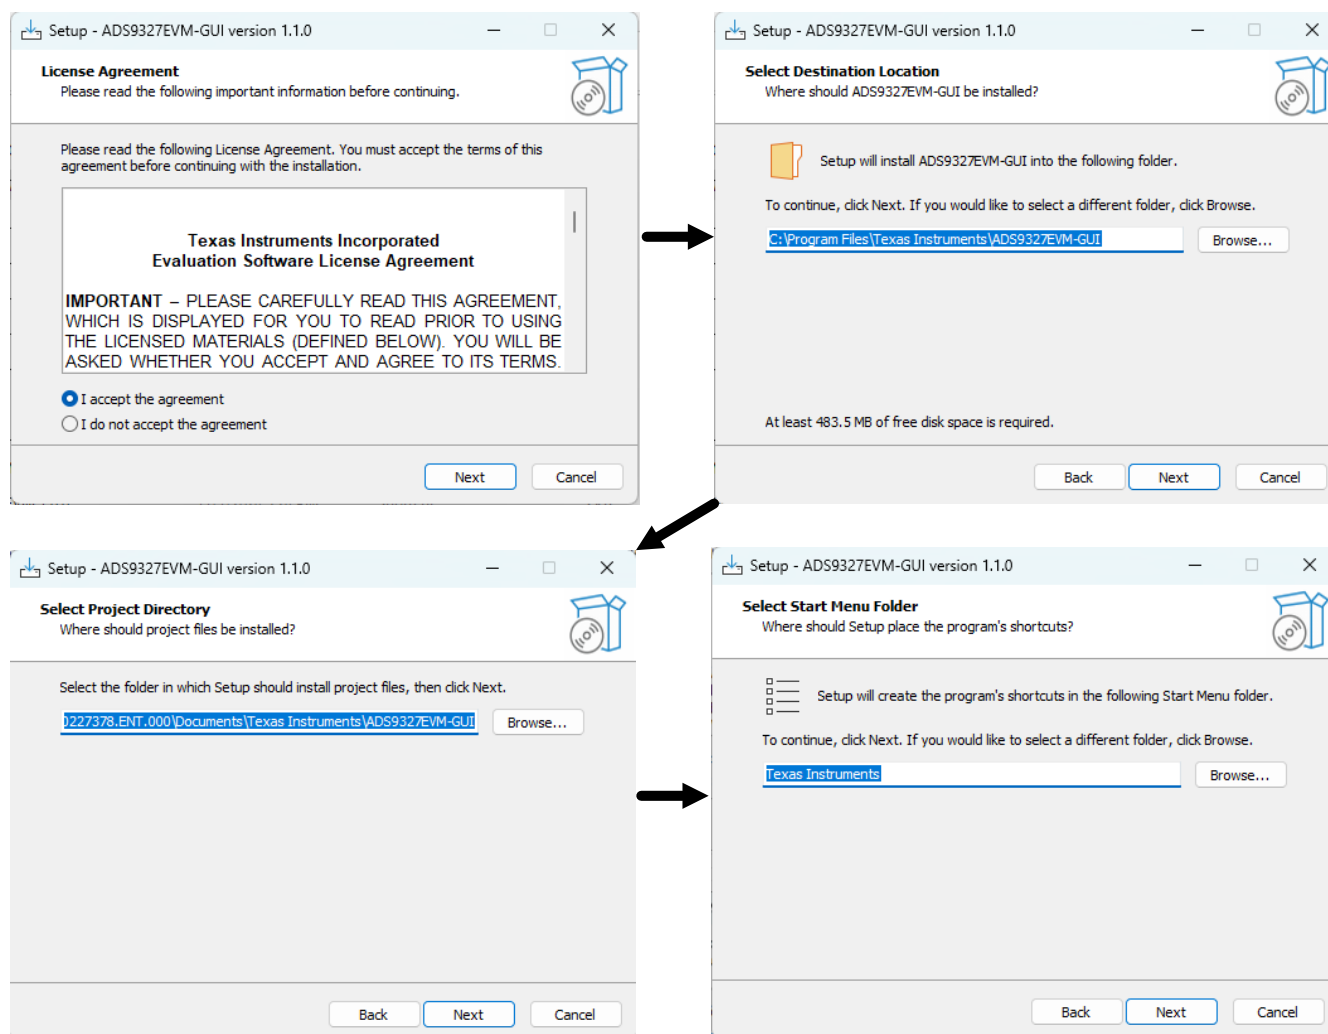 Setup - ADS9327EVM-GUI version 1.1.0
License Agreement
Please read the following important information before continuing.
Please read the following License Agreement. You must accept the terms of this
agreement before continuing with the installation.
Texas Instruments Incorporated
Evaluation Software License Agreement
IMPORTANT – PLEASE CAREFULLY READ THIS AGREEMENT,
WHICH IS DISPLAYED FOR YOU TO READ PRIOR TO USING
THE LICENSED MATERIALS (DEFINED BELOW). YOU WILL BE
ASKED WHETHER YOU ACCEPT AND AGREE TO ITS TERMS.
I accept the agreement
I do not accept the agreement
Next Cancel
Setup - ADS9327EVM-GUI version 1.1.0
Select Destination Location
Where should ADS9327EVM-GUI be installed?
Setup will install ADS9327EVM-GUI into the following folder.
To continue, click Next. If you would like to select a different folder, click Browse.
C:\Program Files\Texas Instruments\ADS9327EVM-GUI Browse...
At least 483.5 MB of free disk space is required.
Back Next Cancel
Setup - ADS9327EVM-GUI version 1.1.0
Select Project Directory
Where should project files be installed?
Select the folder in which Setup should install project files, then click Next.
0227378.ENT.000\Documents\Texas Instruments\ADS9327EVM-GUI Browse...
Back Next Cancel
Setup - ADS9327EVM-GUI version 1.1.0
Select Start Menu Folder
Where should Setup place the program's shortcuts?
Setup will create the program's shortcuts in the following Start Menu folder.
To continue, click Next. If you would like to select a different folder, click Browse.
Texas Instruments Browse...
Back Next Cancel